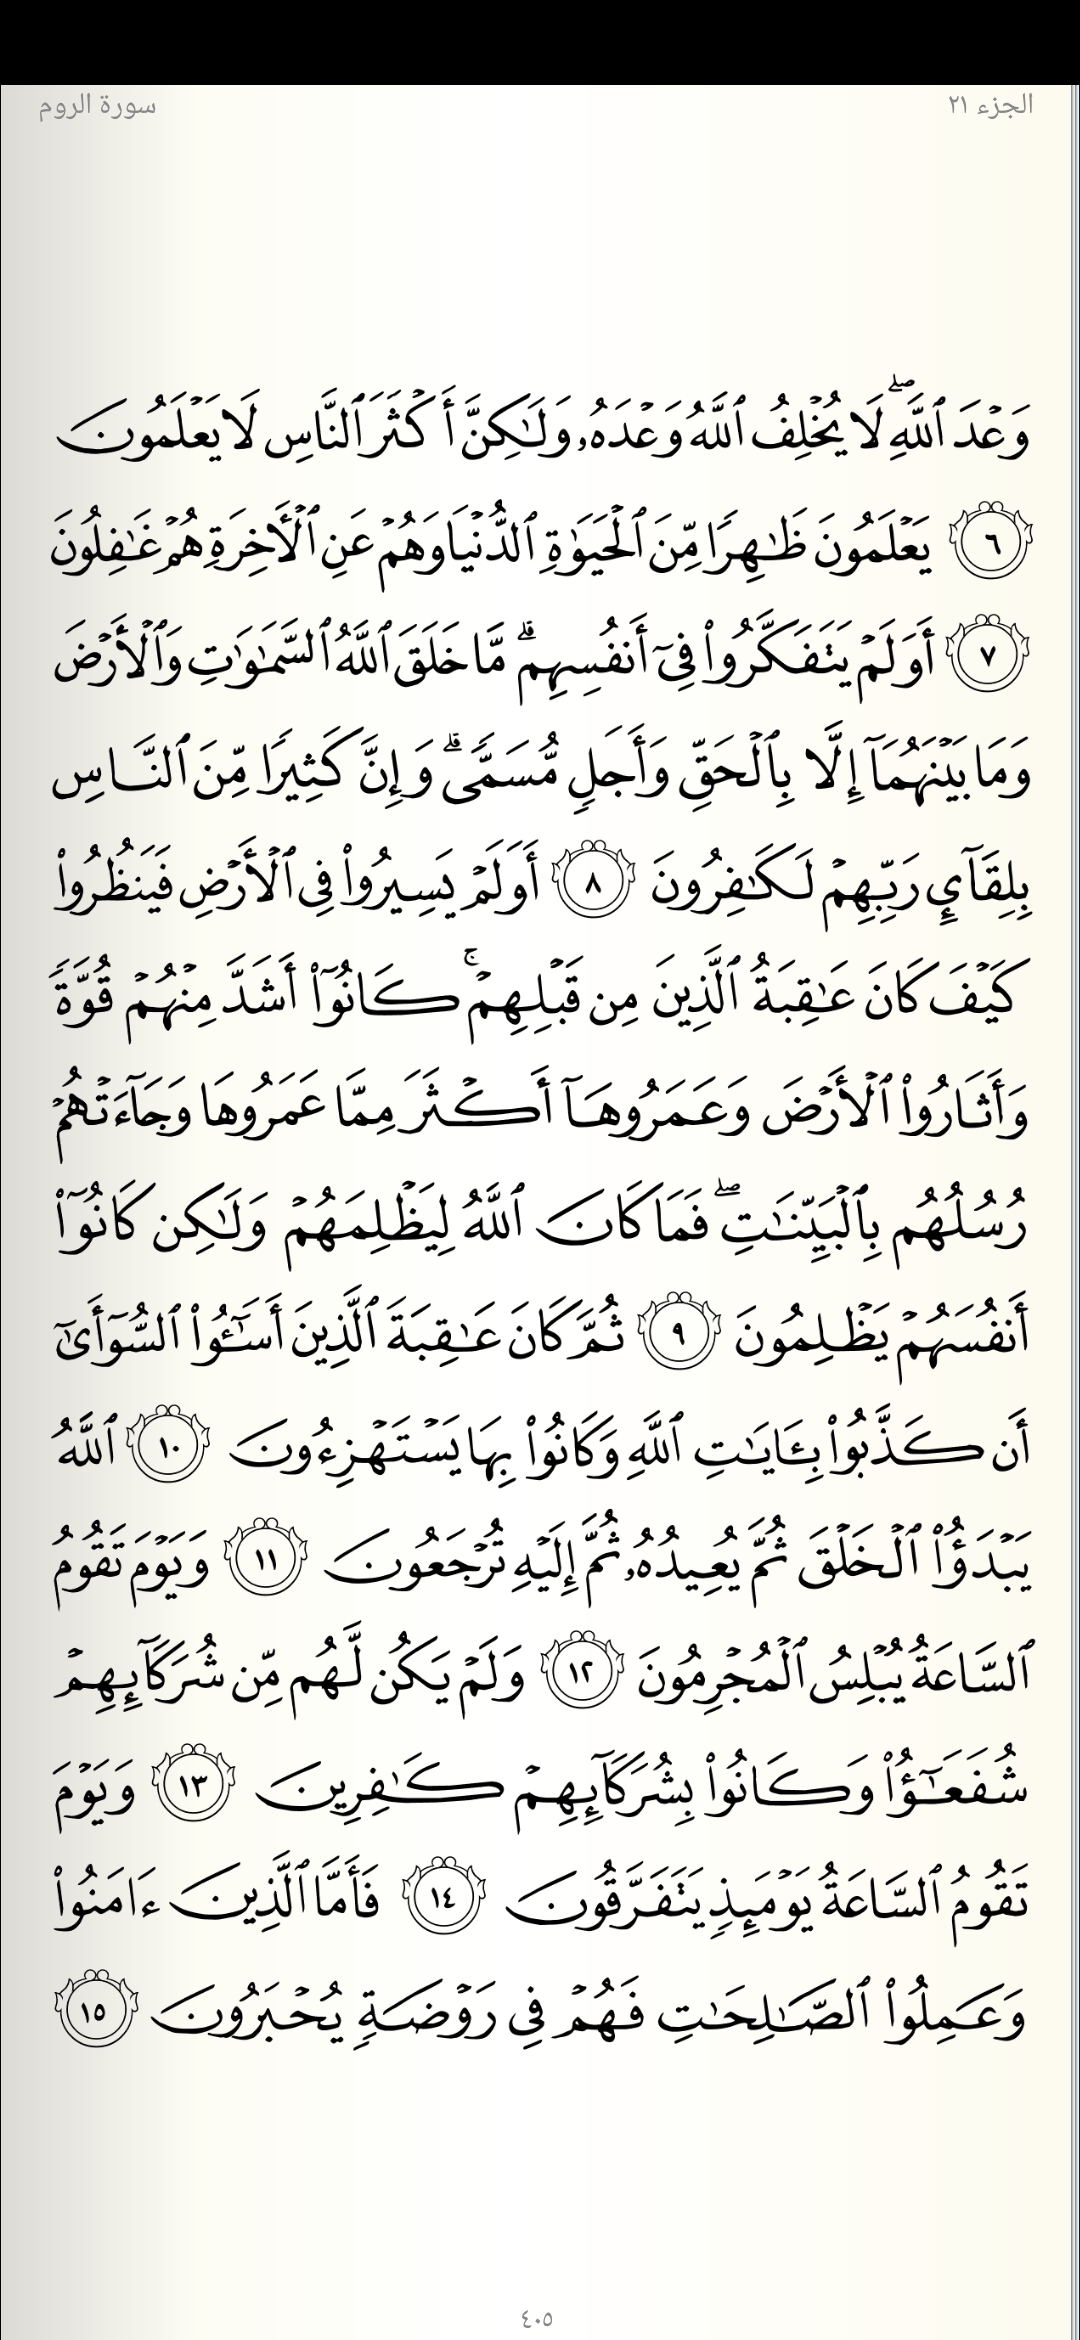 الجزء ٢١
سورة الروم
وَعْدَ ٱللَّهِ ۖ لَا يُخْلِفُ ٱللَّهُ وَعْدَهُۥ وَلَـٰكِنَّ أَكْثَرَ ٱلنَّاسِ لَا يَعْلَمُونَ
٦ يَعْلَمُونَ ظَـٰهِرًا مِّنَ ٱلْحَيَوٰةِ ٱلدُّنْيَا وَهُمْ عَنِ ٱلْـَٔاخِرَةِ هُمْ غَـٰفِلُونَ
٧ أَوَلَمْ يَتَفَكَّرُوا۟ فِىٓ أَنفُسِهِم ۗ مَّا خَلَقَ ٱللَّهُ ٱلسَّمَـٰوَٰتِ وَٱلْأَرْضَ
وَمَا بَيْنَهُمَآ إِلَّا بِٱلْحَقِّ وَأَجَلٍ مُّسَمًّى ۗ وَإِنَّ كَثِيرًا مِّنَ ٱلنَّاسِ
بِلِقَآئِ رَبِّهِمْ لَكَـٰفِرُونَ ٨ أَوَلَمْ يَسِيرُوا۟ فِى ٱلْأَرْضِ فَيَنظُرُوا۟
كَيْفَ كَانَ عَـٰقِبَةُ ٱلَّذِينَ مِن قَبْلِهِمْ ۚ كَانُوٓا۟ أَشَدَّ مِنْهُمْ قُوَّةً
وَأَثَارُوا۟ ٱلْأَرْضَ وَعَمَرُوهَآ أَكْثَرَ مِمَّا عَمَرُوهَا وَجَآءَتْهُمْ
رُسُلُهُم بِٱلْبَيِّنَـٰتِ ۖ فَمَا كَانَ ٱللَّهُ لِيَظْلِمَهُمْ وَلَـٰكِن كَانُوٓا۟
أَنفُسَهُمْ يَظْلِمُونَ ٩ ثُمَّ كَانَ عَـٰقِبَةَ ٱلَّذِينَ أَسَـٰٓـُٔوا۟ ٱلسُّوٓأَىٰٓ
أَن كَذَّبُوا۟ بِـَٔايَـٰتِ ٱللَّهِ وَكَانُوا۟ بِهَا يَسْتَهْزِءُونَ ١٠ ٱللَّهُ
يَبْدَؤُا۟ ٱلْخَلْقَ ثُمَّ يُعِيدُهُۥ ثُمَّ إِلَيْهِ تُرْجَعُونَ ١١ وَيَوْمَ تَقُومُ
ٱلسَّاعَةُ يُبْلِسُ ٱلْمُجْرِمُونَ ١٢ وَلَمْ يَكُن لَّهُم مِّن شُرَكَآئِهِمْ
شُفَعَـٰٓؤُا۟ وَكَانُوا۟ بِشُرَكَآئِهِمْ كَـٰفِرِينَ ١٣ وَيَوْمَ
تَقُومُ ٱلسَّاعَةُ يَوْمَئِذٍ يَتَفَرَّقُونَ ١٤ فَأَمَّا ٱلَّذِينَ ءَامَنُوا۟
وَعَمِلُوا۟ ٱلصَّـٰلِحَـٰتِ فَهُمْ فِى رَوْضَةٍ يُحْبَرُونَ ١٥
٤٠٥